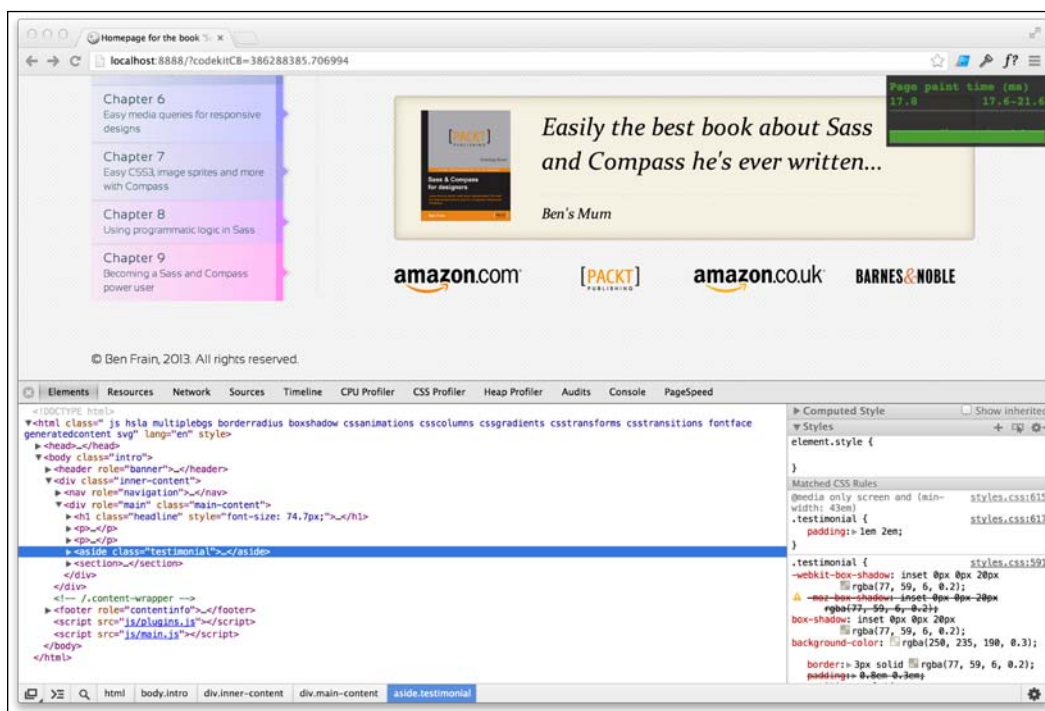 Homepage for the book 'S
localhost:8888/?codekitCB=386288385.706994
f?
Page paint time (ms)
17.8 17.6-21.6
Chapter 6
Easy media queries for responsive
designs
Chapter 7
Easy CSS3, image sprites and more
with Compass
Chapter 8
Using programmatic logic in Sass
Chapter 9
Becoming a Sass and Compass
power user
[PACKT]
PUBLISHING
Sass & Compass
for designers
Ben Frain
Easily the best book about Sass
and Compass he's ever written...
Ben's Mum
amazon.com
[PACKT]
PUBLISHING
amazon.co.uk
BARNES&NOBLE
© Ben Frain, 2013. All rights reserved.
Elements Resources Network Sources Timeline CPU Profiler CSS Profiler Heap Profiler Audits Console PageSpeed
<!DOCTYPE html>
▼<html class=" js hsla multiplebgs borderradius boxshadow cssanimations csscolumns cssgradients csstransforms csstransitions fontface
generatedcontent svg" lang="en" style>
▶<head>…</head>
▼<body class="intro">
▶<header role="banner">…</header>
▼<div class="inner-content">
▶<nav role="navigation">…</nav>
▼<div role="main" class="main-content">
▶<h1 class="headline" style="font-size: 74.7px;">…</h1>
▶<p>…</p>
▶<p>…</p>
▶<aside class="testimonial">…</aside>
▶<section>…</section>
</div>
</div>
<!-- /.content-wrapper -->
▶<footer role="contentinfo">…</footer>
<script src="js/plugins.js"></script>
<script src="js/main.js"></script>
</body>
</html>
▶ Computed Style Show inherited
▼ Styles
element.style {
}
Matched CSS Rules
@media only screen and (min- styles.css:615
width: 43em)
.testimonial { styles.css:617
padding:▶ 1em 2em;
}
.testimonial { styles.css:591
-webkit-box-shadow: inset 0px 0px 20px
rgba(77, 59, 6, 0.2);
-moz-box-shadow: inset 0px 0px 20px
rgba(77, 59, 6, 0.2);
box-shadow: inset 0px 0px 20px
rgba(77, 59, 6, 0.2);
background-color: rgba(250, 235, 190, 0.3);
border:▶ 3px solid rgba(77, 59, 6, 0.2);
padding:▶ 0.8em 0.3em;
html body.intro div.inner-content div.main-content aside.testimonial